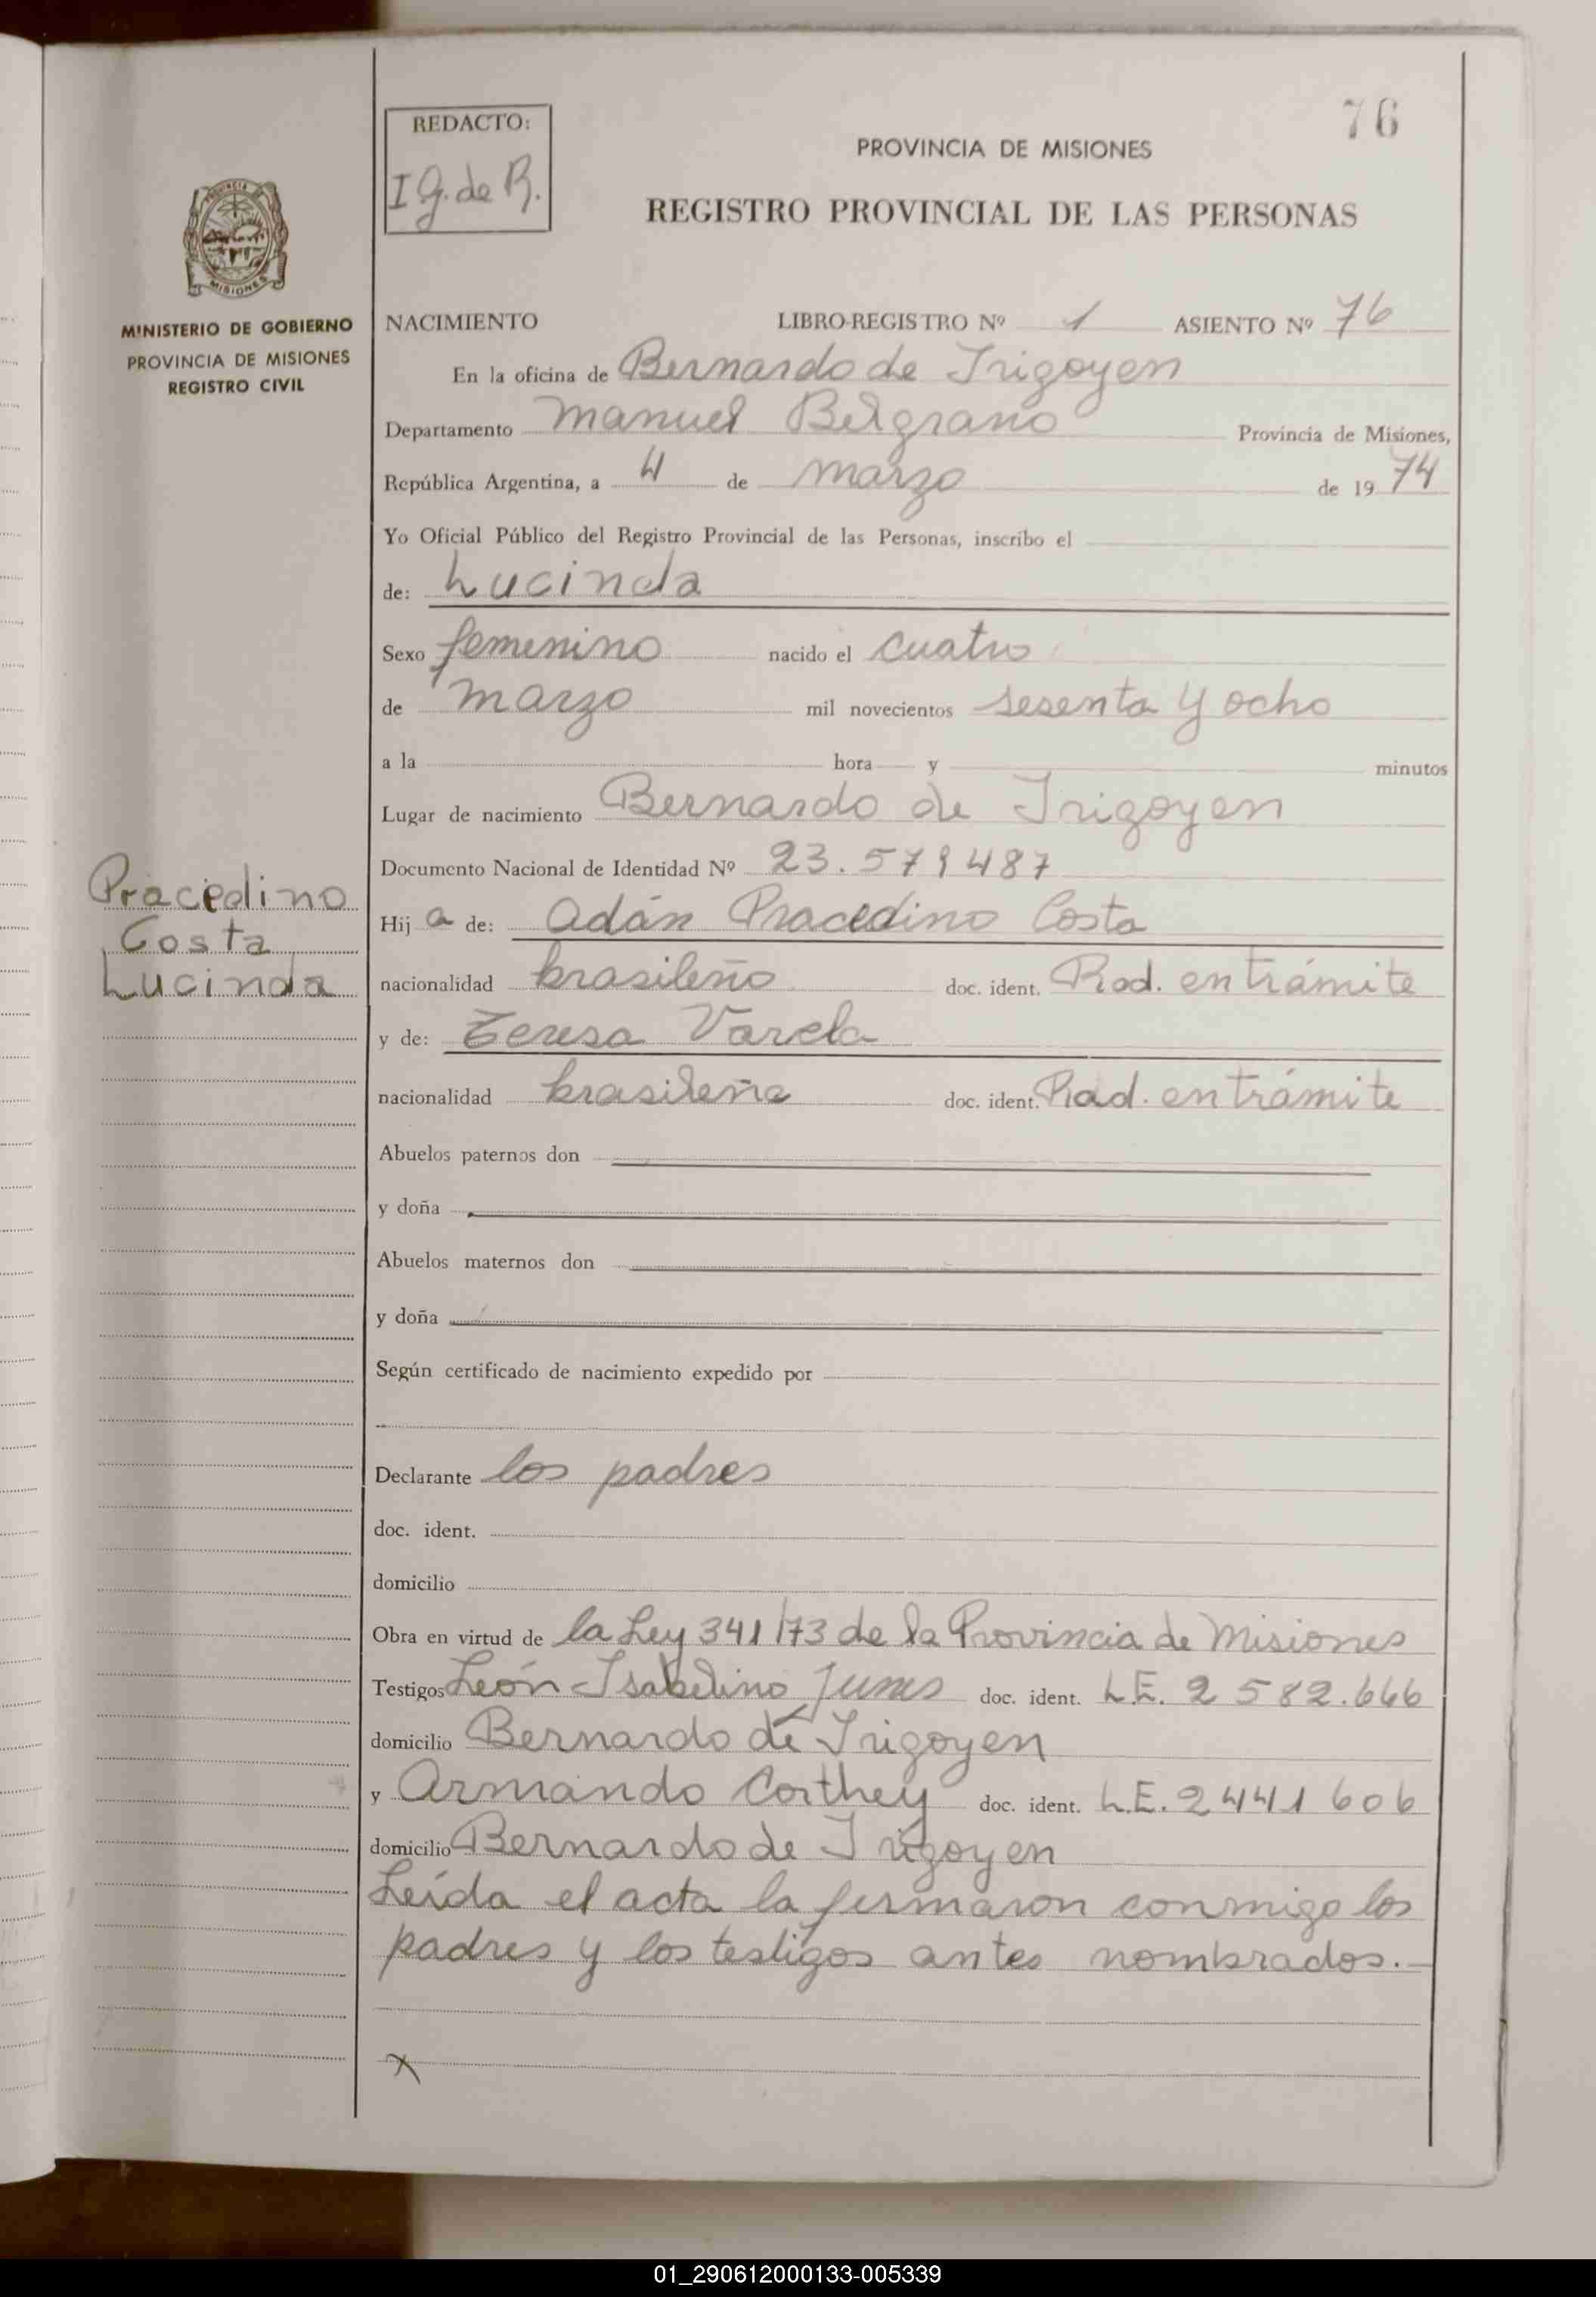 76
REDACTO:
I G. de R.
PROVINCIA DE MISIONES
REGISTRO PROVINCIAL DE LAS PERSONAS
PROVINCIA DE
MISIONES
MINISTERIO DE GOBIERNO
PROVINCIA DE MISIONES
REGISTRO CIVIL
NACIMIENTO LIBRO-REGISTRO Nº 1 ASIENTO Nº 76
En la oficina de Bernardo de Irigoyen
Departamento Manuel Belgrano Provincia de Misiones,
República Argentina, a 4 de marzo de 1974
Yo Oficial Público del Registro Provincial de las Personas, inscribo el
de: Lucinda
Sexo femenino nacido el cuatro
de marzo mil novecientos sesenta y ocho
a la hora y minutos
Lugar de nacimiento Bernardo de Irigoyen
Documento Nacional de Identidad Nº 23.579487
Pracedino
Costa
Lucinda
Hija de: Adán Pracedino Costa
nacionalidad brasileño doc. ident. Rad. en trámite
y de: Teresa Varela
nacionalidad brasileña doc. ident. Rad. en trámite
Abuelos paternos don
y doña
Abuelos maternos don
y doña
Según certificado de nacimiento expedido por
Declarante los padres
doc. ident.
domicilio
Obra en virtud de la Ley 341/73 de la Provincia de Misiones
Testigos León Isabelino doc. ident. L.E. 2582.666
domicilio Bernardo de Irigoyen
y Armando Corthey doc. ident. L.E. 2441606
domicilio Bernardo de Irigoyen
Leída el acta la firmaron conmigo los
padres y los testigos antes nombrados.-
x
01_290612000133-005339